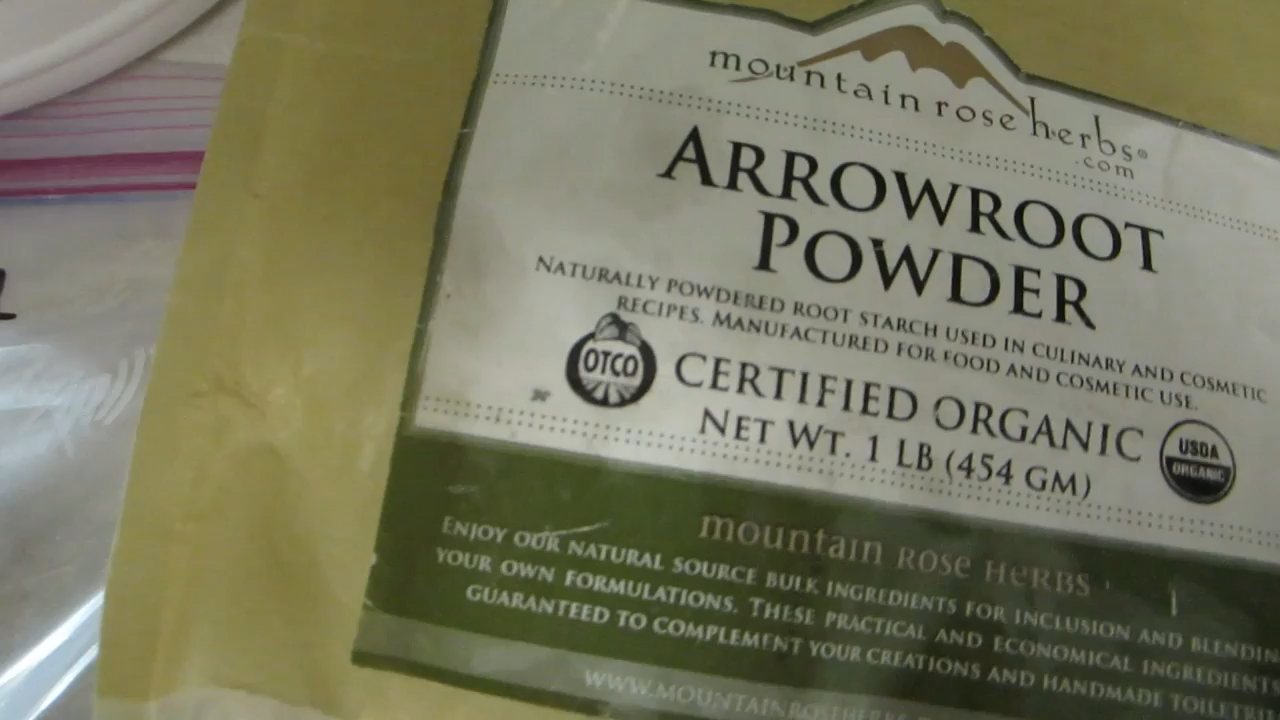 mountain rose herbs®
.com
ARROWROOT
POWDER
NATURALLY POWDERED ROOT STARCH USED IN CULINARY AND COSMETIC
RECIPES. MANUFACTURED FOR FOOD AND COSMETIC USE.
OTCO
CERTIFIED ORGANIC
USDA
ORGANIC
NET WT. 1 LB (454 GM)
mountain ROSE HERBS
ENJOY OUR NATURAL SOURCE BULK INGREDIENTS FOR INCLUSION AND BLENDIN
YOUR OWN FORMULATIONS. THESE PRACTICAL AND ECONOMICAL INGREDIENTS
GUARANTEED TO COMPLEMENT YOUR CREATIONS AND HANDMADE
WWW.MOUNTAINROSEHERBS